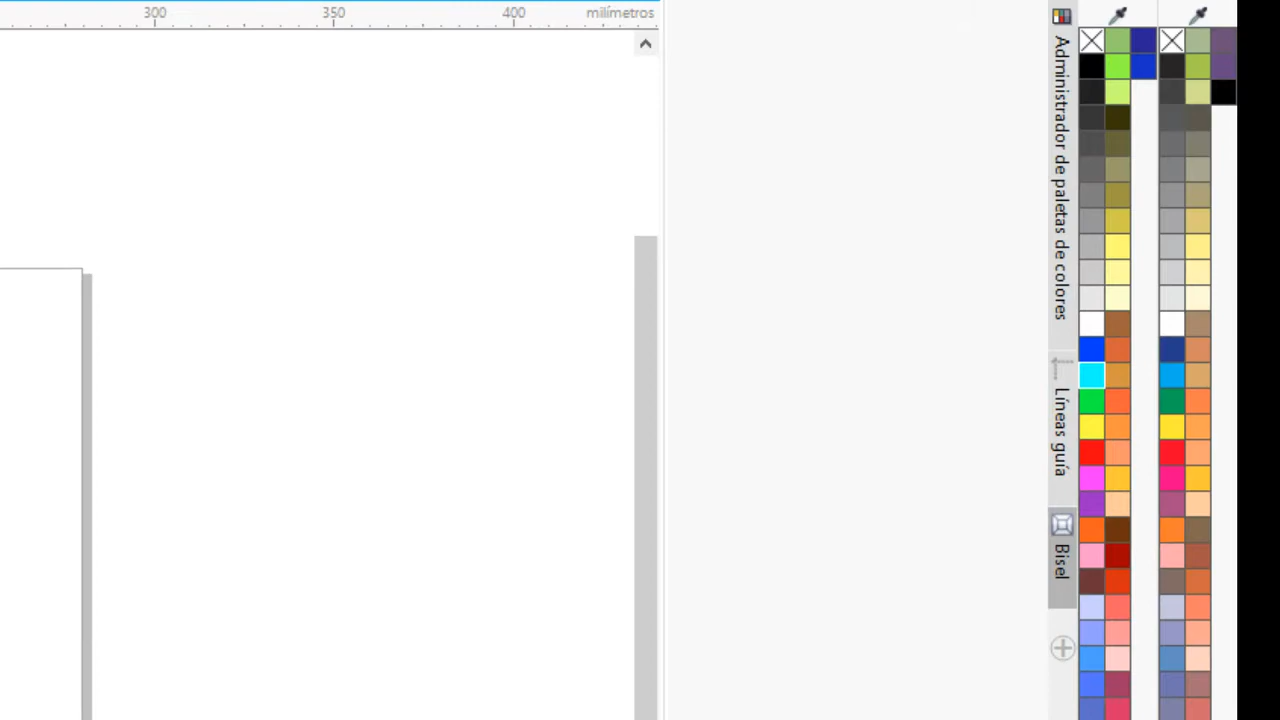 300
350
400
milímetros
Administrador de paletas de colores
Líneas guía
Bisel